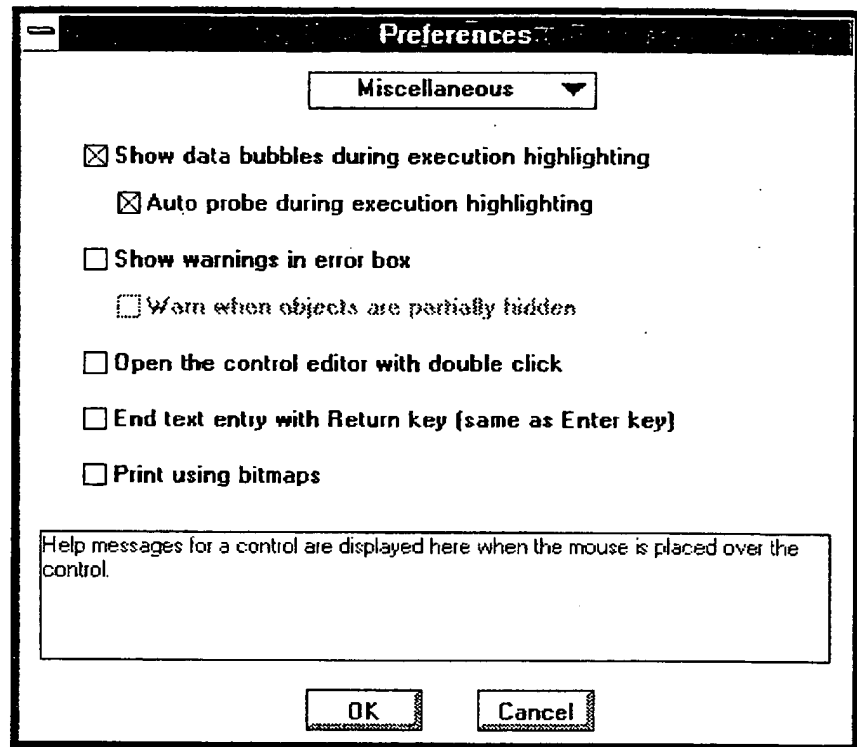 Preferences
Miscellaneous
Show data bubbles during execution highlighting
Auto probe during execution highlighting
Show warnings in error box
Warn when objects are partially hidden
Open the control editor with double click
End text entry with Return key (same as Enter key)
Print using bitmaps
Help messages for a control are displayed here when the mouse is placed over the
control.
OK
Cancel